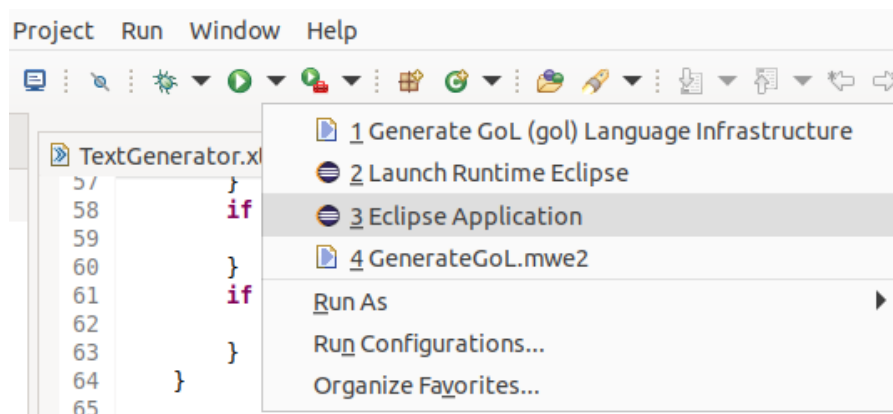 Project Run Window Help
1 Generate GoL (gol) Language Infrastructure
TextGenerator.xt
2 Launch Runtime Eclipse
57 }
58 if
3 Eclipse Application
59
60 }
4 GenerateGoL.mwe2
61 if
Run As
62
63 }
Run Configurations...
64 }
Organize Favorites...
65